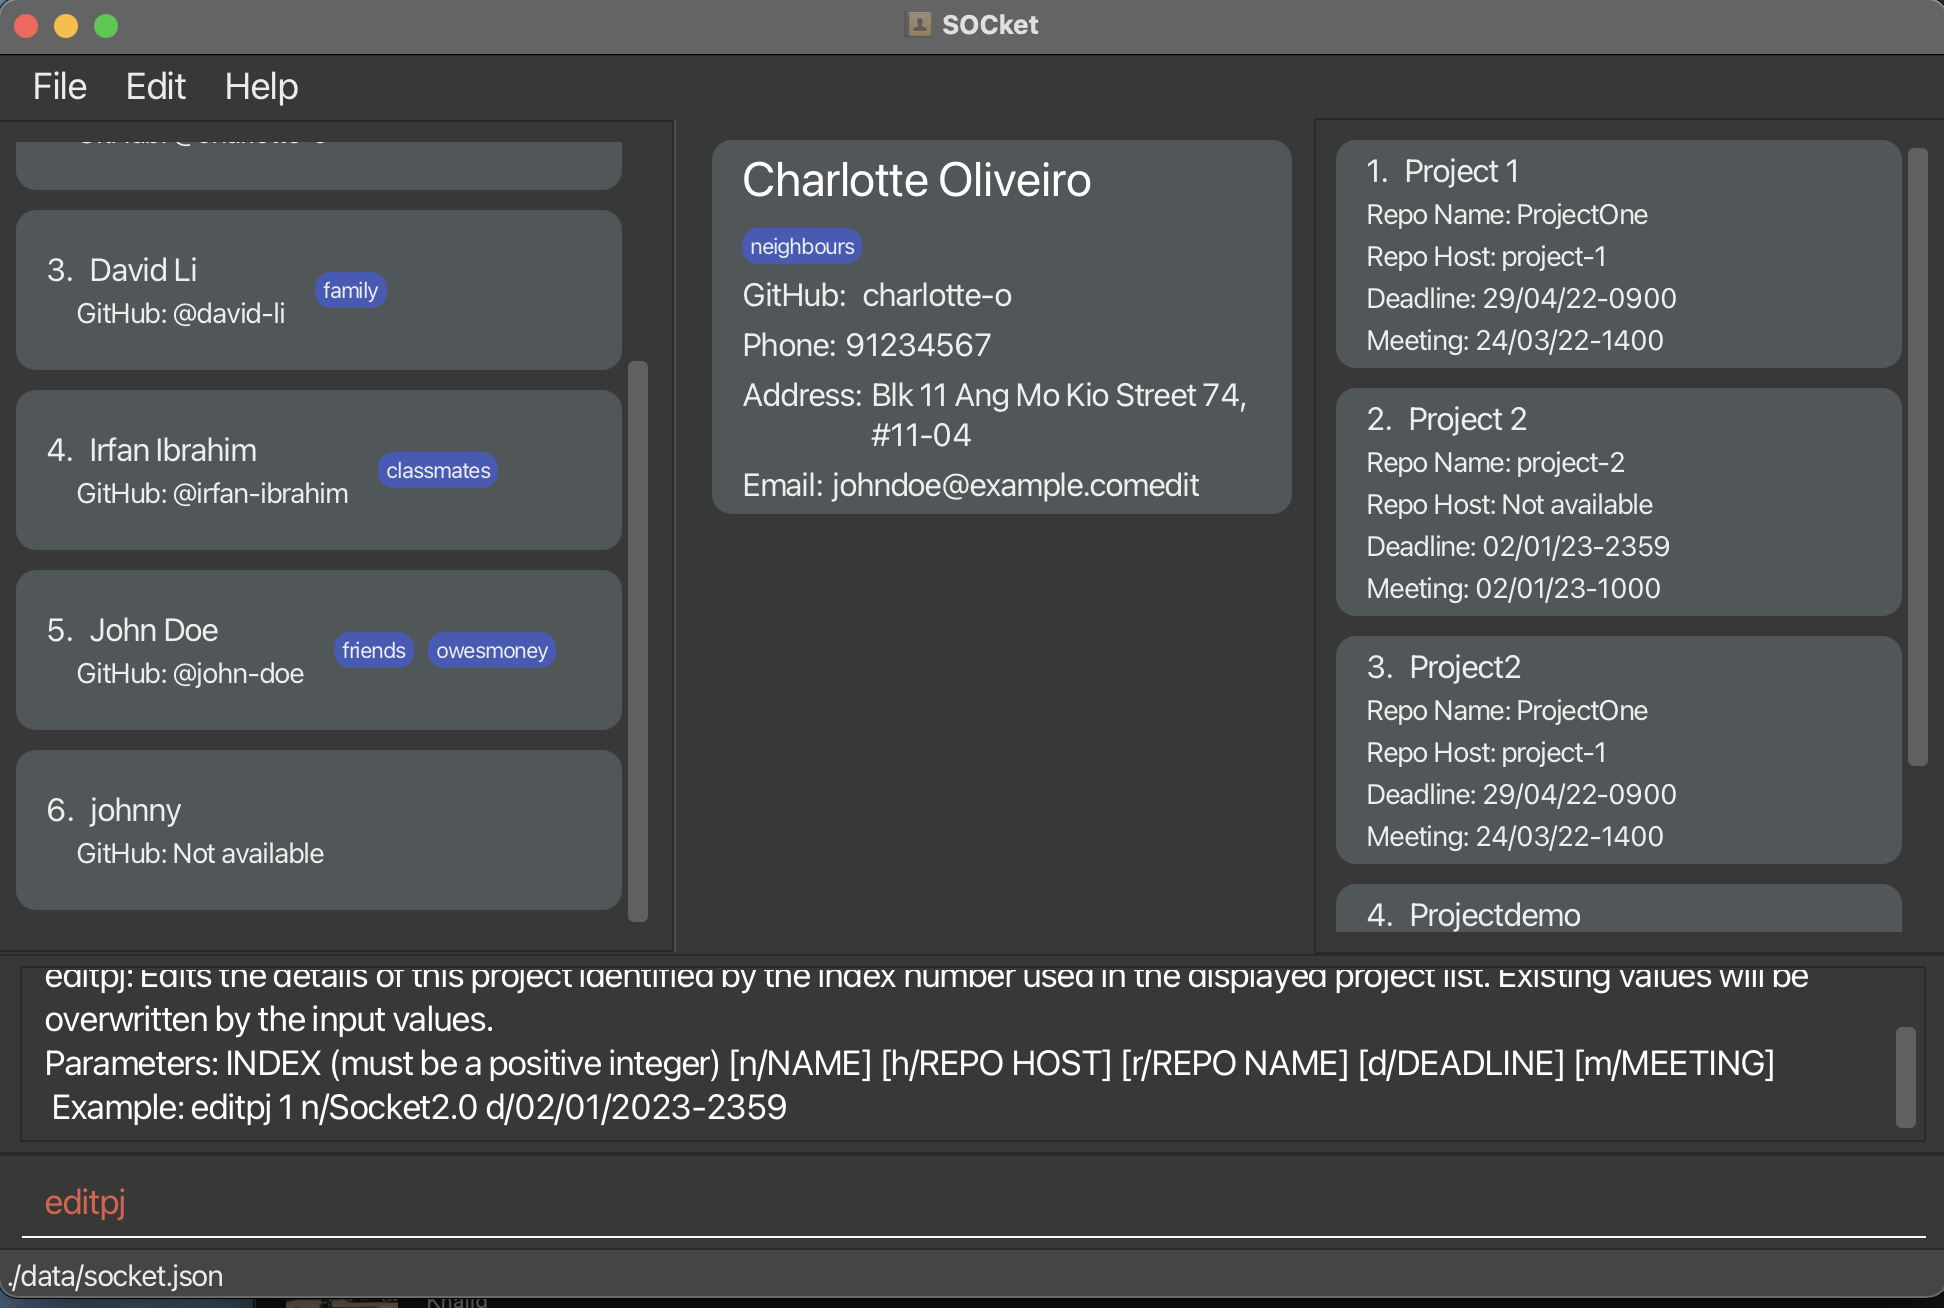 SOCket
File Edit Help
3. David Li
GitHub: @david-li
family
4. Irfan Ibrahim
GitHub: @irfan-ibrahim
classmates
5. John Doe
GitHub: @john-doe
friends owesmoney
6. johnny
GitHub: Not available
Charlotte Oliveiro
neighbours
GitHub: charlotte-o
Phone: 91234567
Address: Blk 11 Ang Mo Kio Street 74,
#11-04
Email: johndoe@example.comedit
1. Project 1
Repo Name: ProjectOne
Repo Host: project-1
Deadline: 29/04/22-0900
Meeting: 24/03/22-1400
2. Project 2
Repo Name: project-2
Repo Host: Not available
Deadline: 02/01/23-2359
Meeting: 02/01/23-1000
3. Project2
Repo Name: ProjectOne
Repo Host: project-1
Deadline: 29/04/22-0900
Meeting: 24/03/22-1400
4. Projectdemo
editpj: Edits the details of this project identified by the index number used in the displayed project list. Existing values will be
overwritten by the input values.
Parameters: INDEX (must be a positive integer) [n/NAME] [h/REPO HOST] [r/REPO NAME] [d/DEADLINE] [m/MEETING]
Example: editpj 1 n/Socket2.0 d/02/01/2023-2359
editpj
./data/socket.json